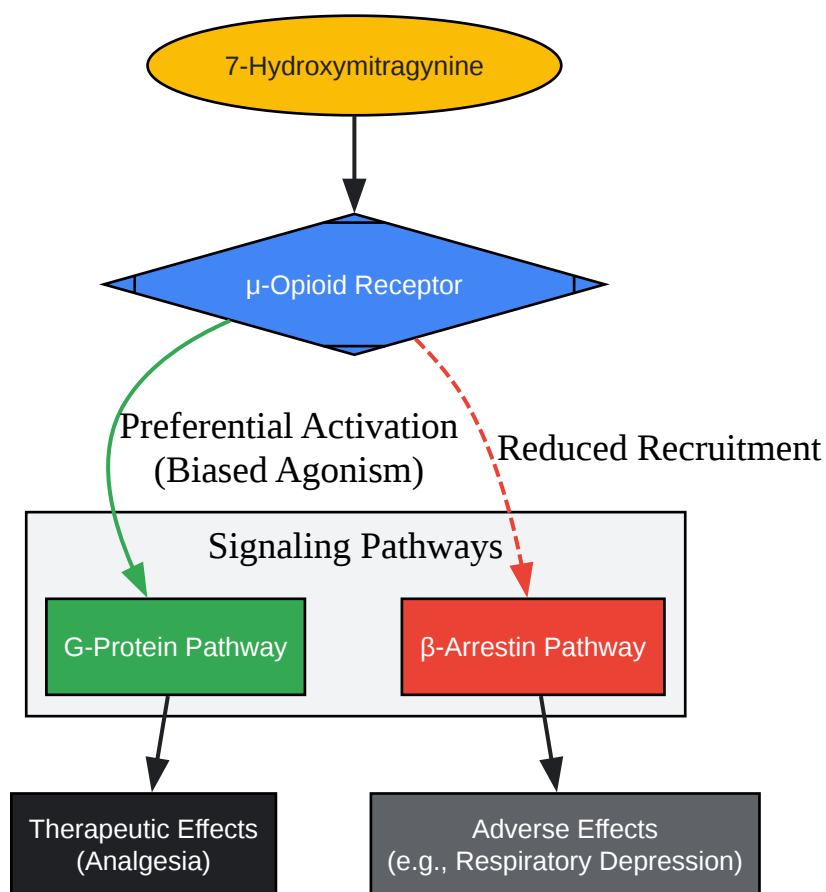 7-Hydroxymitragynine
μ-Opioid Receptor
Preferential Activation
(Biased Agonism)
Reduced Recruitment
Signaling Pathways
G-Protein Pathway
β-Arrestin Pathway
Therapeutic Effects
(Analgesia)
Adverse Effects
(e.g., Respiratory Depression)